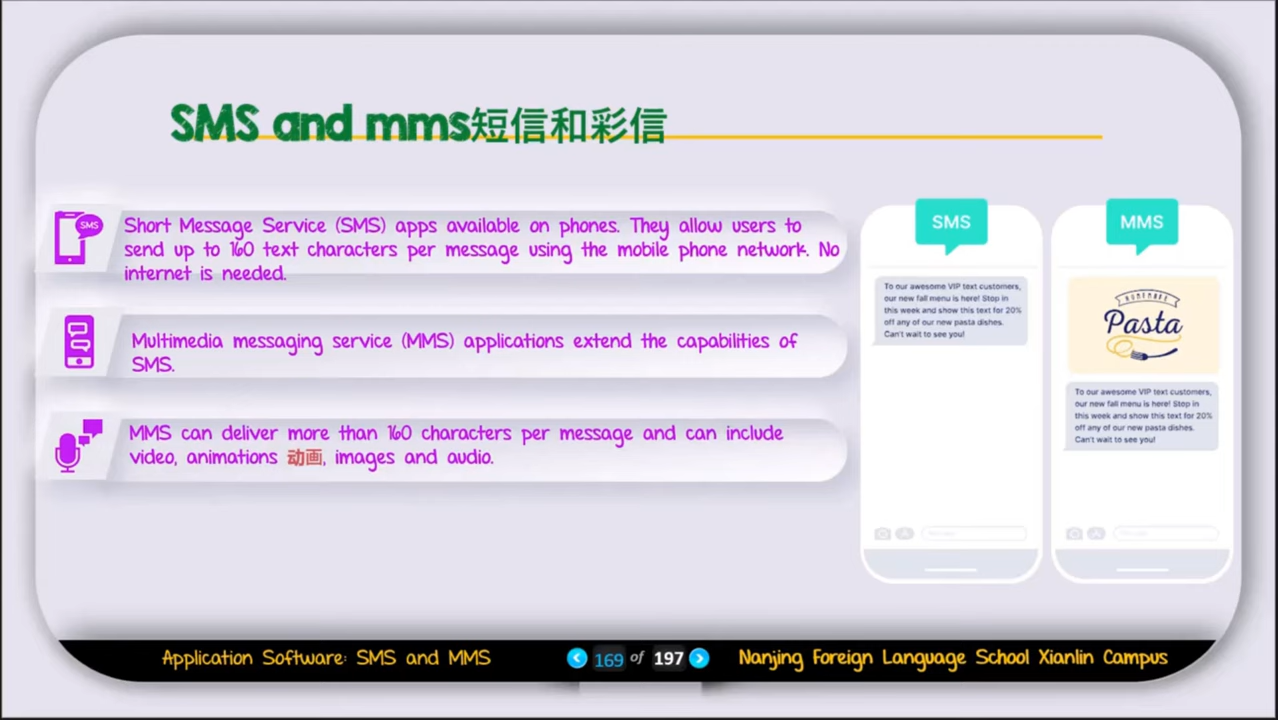 SMS and mms短信和彩信
SMS
Short Message Service (SMS) apps available on phones. They allow users to
send up to 160 text characters per message using the mobile phone network. No
internet is needed.
Multimedia messaging service (MMS) applications extend the capabilities of
SMS.
MMS can deliver more than 160 characters per message and can include
video, animations 动画, images and audio.
SMS
To our awesome VIP text customers,
our new fall menu is here! Stop in
this week and show this text for 20%
off any of our new pasta dishes.
Can't wait to see you!
MMS
HOMEMADE
Pasta
To our awesome VIP text customers,
our new fall menu is here! Stop in
this week and show this text for 20%
off any of our new pasta dishes.
Can't wait to see you!
Application Software: SMS and MMS
169 of 197
Nanjing Foreign Language School Xianlin Campus